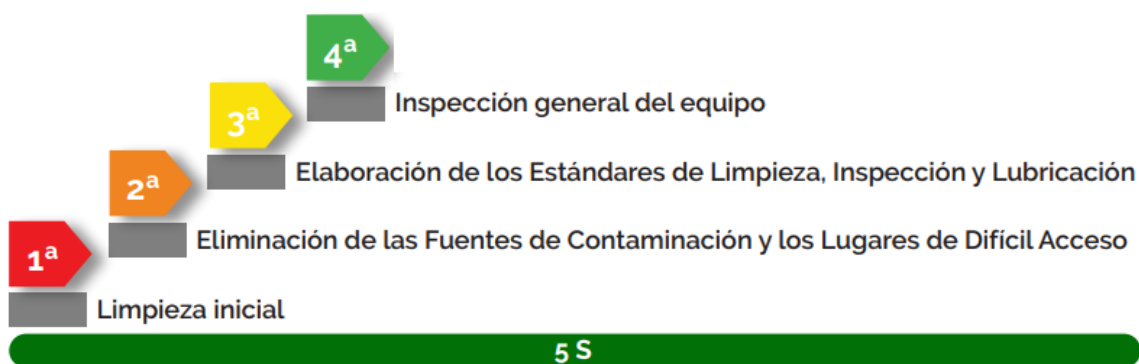 4ª
Inspección general del equipo
3ª
Elaboración de los Estándares de Limpieza, Inspección y Lubricación
2ª
Eliminación de las Fuentes de Contaminación y los Lugares de Difícil Acceso
1ª
Limpieza inicial
5 S